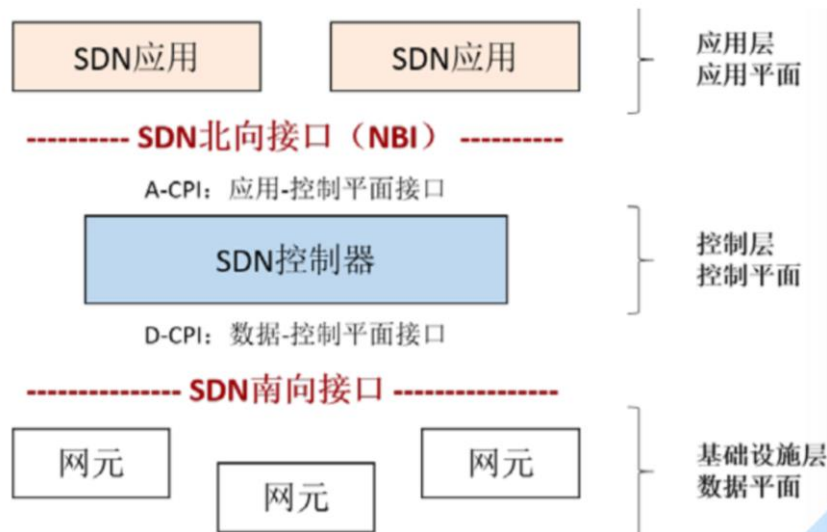 SDN应用
SDN应用
应用层
应用平面
---------- SDN北向接口（NBI） ----------
A-CPI：应用-控制平面接口
SDN控制器
控制层
控制平面
D-CPI：数据-控制平面接口
--------------- SDN南向接口 ----------------
网元
网元
网元
基础设施层
数据平面